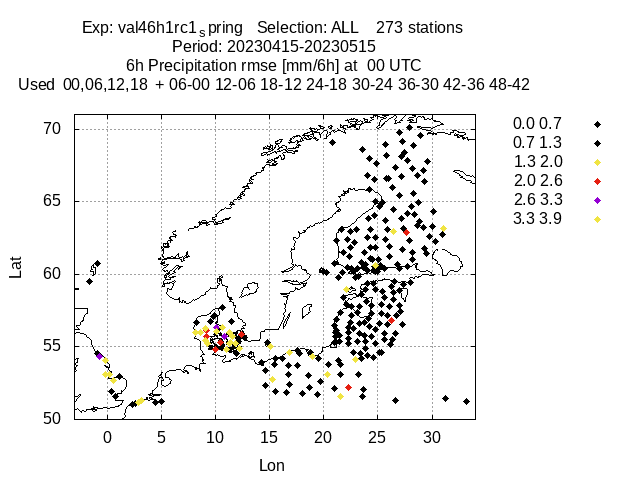 Exp: val46h1rc1spring Selection: ALL 273 stations
Period: 20230415-20230515
6h Precipitation rmse [mm/6h] at 00 UTC
Used 00,06,12,18 + 06-00 12-06 18-12 24-18 30-24 36-30 42-36 48-42
70
65
60
55
50
Lat
0 5 10 15 20 25 30
Lon
0.0 0.7
0.7 1.3
1.3 2.0
2.0 2.6
2.6 3.3
3.3 3.9